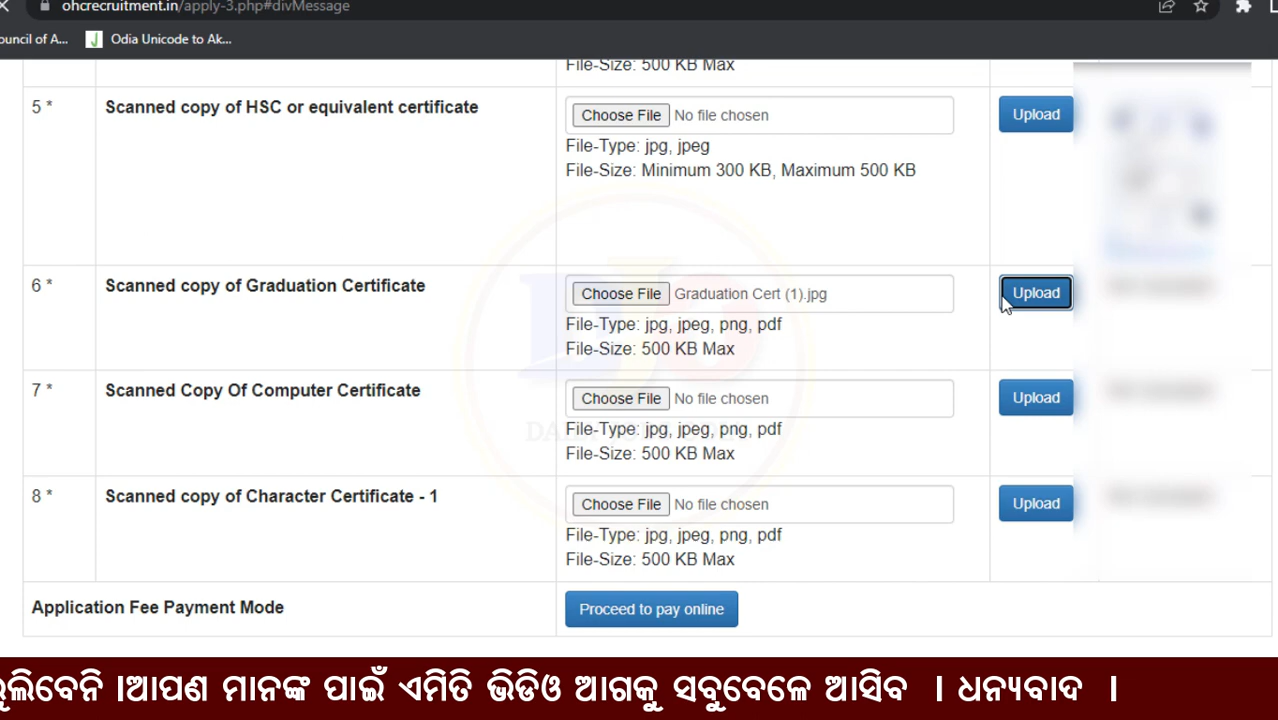 ohcrecruitment.in/apply-3.php#divMessage
ouncil of A... Odia Unicode to Ak...
File-Size: 500 KB Max
5 * Scanned copy of HSC or equivalent certificate Choose File No file chosen Upload
File-Type: jpg, jpeg
File-Size: Minimum 300 KB, Maximum 500 KB
6 * Scanned copy of Graduation Certificate Choose File Graduation Cert (1).jpg Upload
File-Type: jpg, jpeg, png, pdf
File-Size: 500 KB Max
7 * Scanned Copy Of Computer Certificate Choose File No file chosen Upload
File-Type: jpg, jpeg, png, pdf
File-Size: 500 KB Max
8 * Scanned copy of Character Certificate - 1 Choose File No file chosen Upload
File-Type: jpg, jpeg, png, pdf
File-Size: 500 KB Max
Application Fee Payment Mode Proceed to pay online
ଭୁଲିବେନି ।ଆପଣ ମାନଙ୍କ ପାଇଁ ଏମିତି ଭିଡିଓ ଆଗକୁ ସବୁବେଳେ ଆସିବ । ଧନ୍ୟବାଦ ।